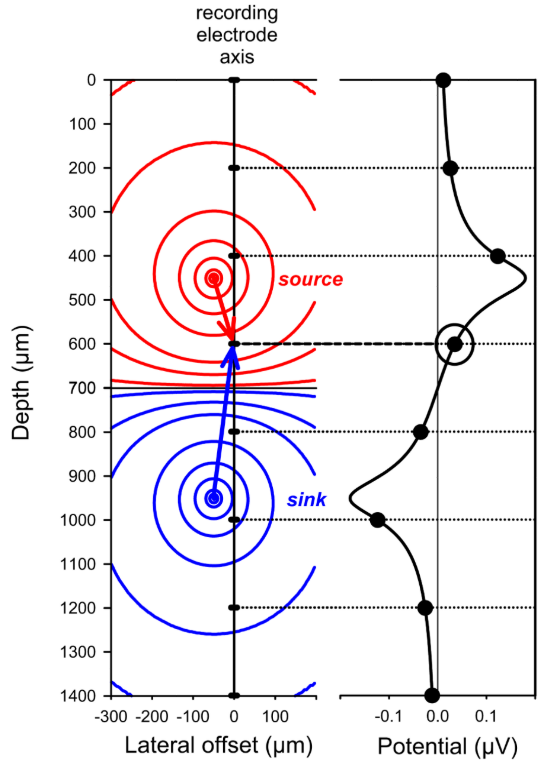 recording
electrode
axis
0
100
200
300
400
500
600
700
800
900
1000
1100
1200
1300
1400
Depth (µm)
source
sink
-300 -200 -100 0 100
Lateral offset (µm)
-0.1 0.0 0.1
Potential (µV)